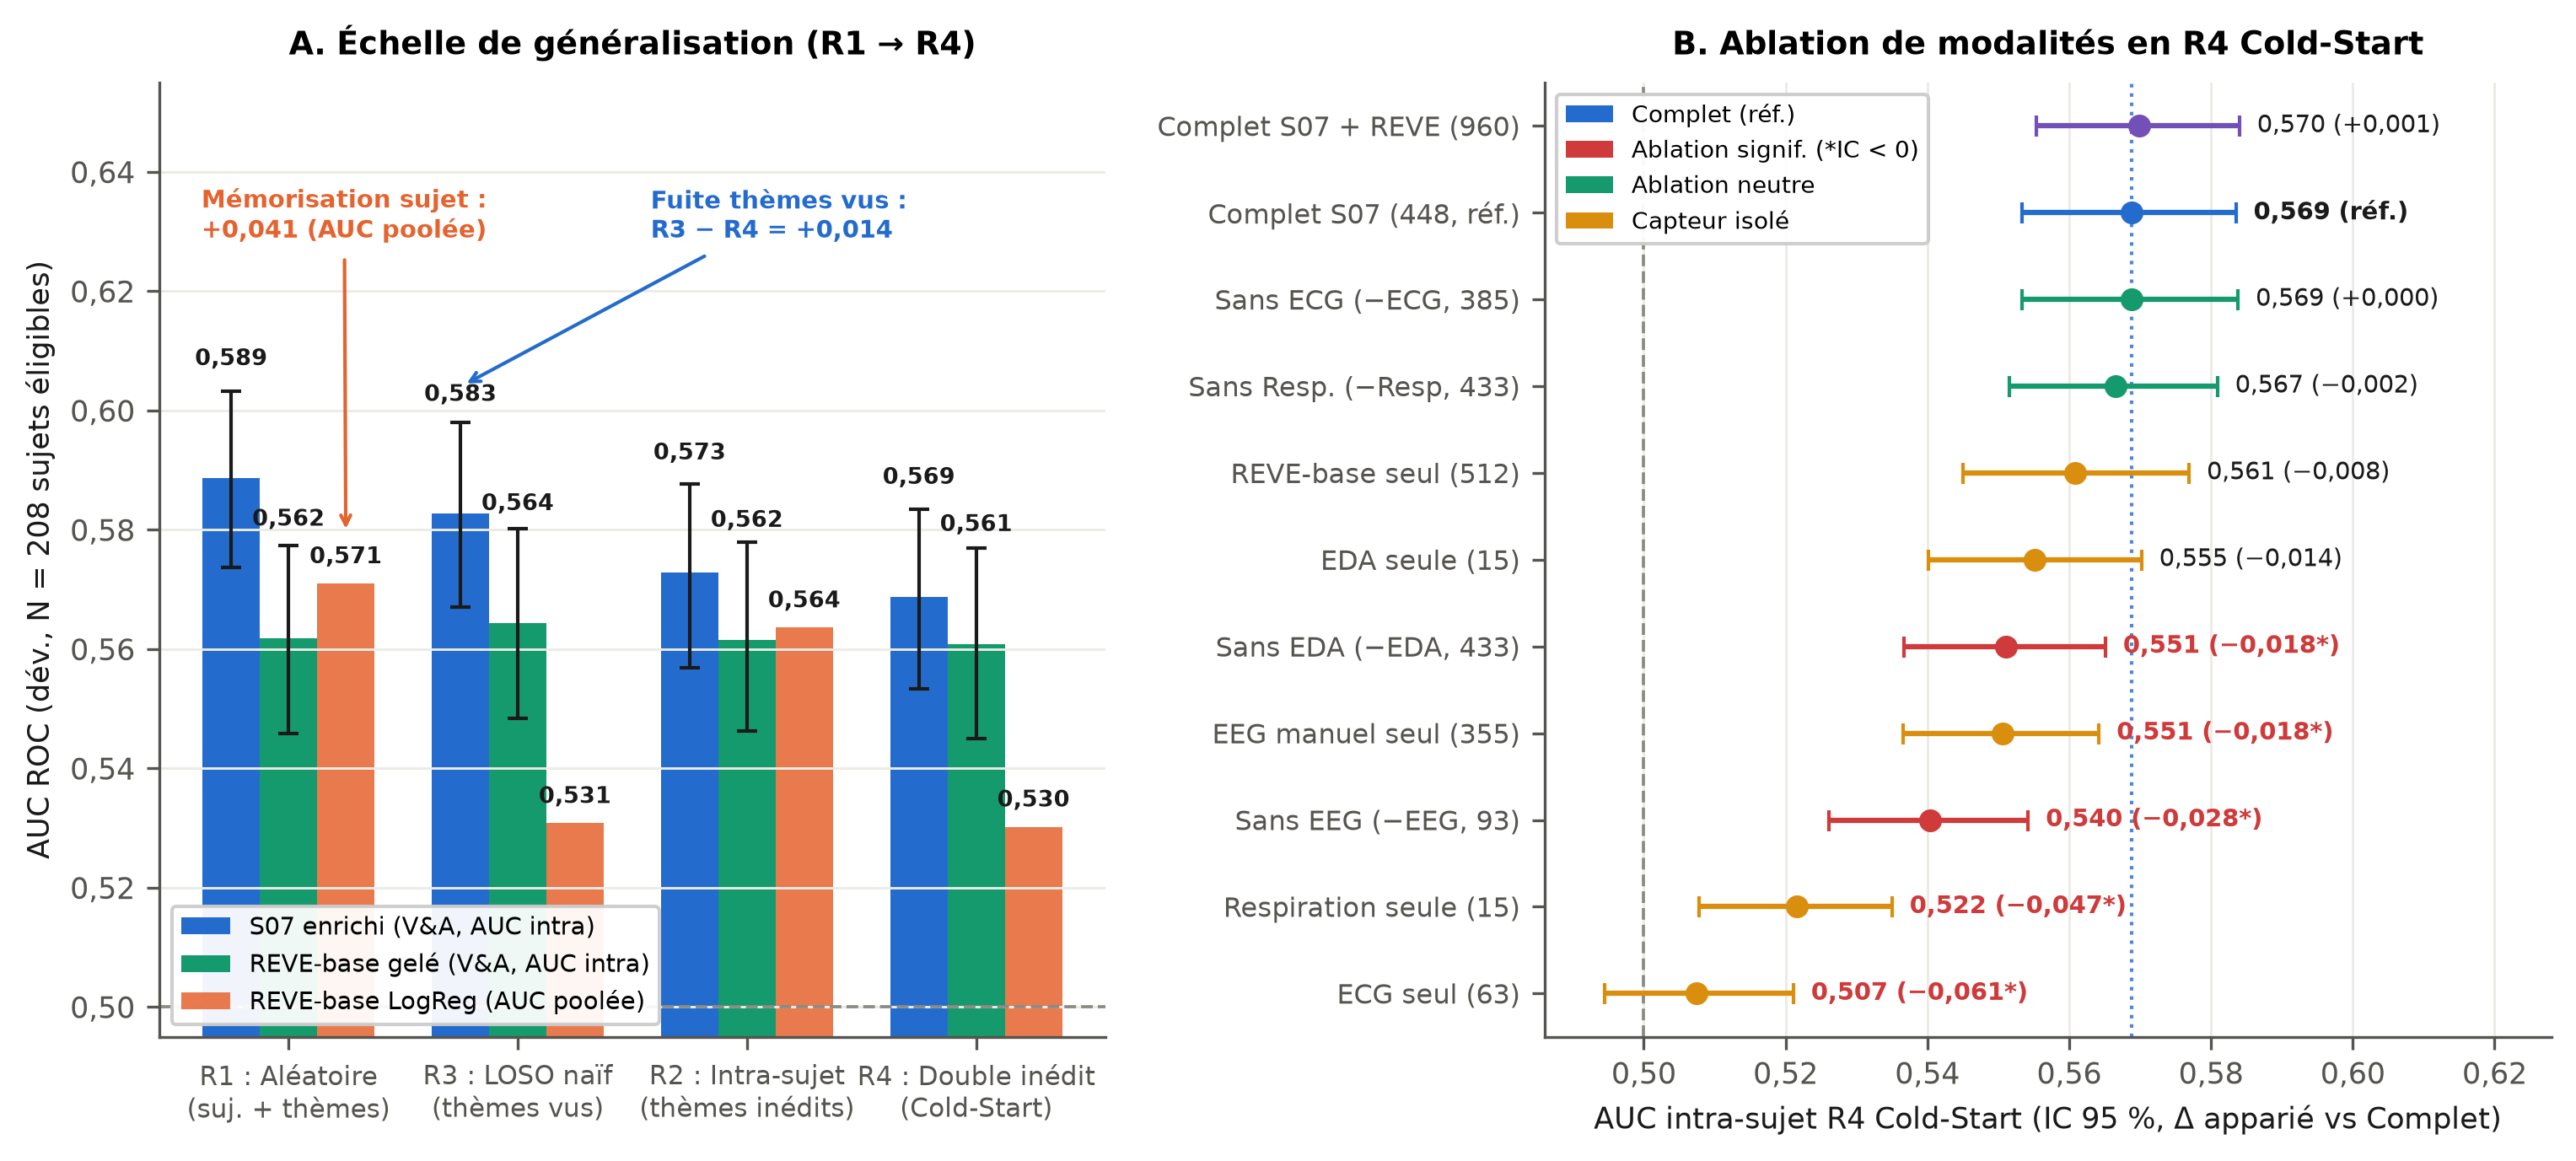 A. Échelle de généralisation (R1 → R4)
AUC ROC (dév., N = 208 sujets éligibles)
0,64
0,62
0,60
0,58
0,56
0,54
0,52
0,50
Mémorisation sujet :
+0,041 (AUC poolée)
Fuite thèmes vus :
R3 − R4 = +0,014
0,589
0,562
0,571
0,583
0,564
0,531
0,573
0,562
0,564
0,569
0,561
0,530
S07 enrichi (V&A, AUC intra)
REVE-base gelé (V&A, AUC intra)
REVE-base LogReg (AUC poolée)
R1 : Aléatoire
(suj. + thèmes)
R3 : LOSO naïf
(thèmes vus)
R2 : Intra-sujet
(thèmes inédits)
R4 : Double inédit
(Cold-Start)
B. Ablation de modalités en R4 Cold-Start
Complet (réf.)
Ablation signif. (*IC < 0)
Ablation neutre
Capteur isolé
Complet S07 + REVE (960)
0,570 (+0,001)
Complet S07 (448, réf.)
0,569 (réf.)
Sans ECG (−ECG, 385)
0,569 (+0,000)
Sans Resp. (−Resp, 433)
0,567 (−0,002)
REVE-base seul (512)
0,561 (−0,008)
EDA seule (15)
0,555 (−0,014)
Sans EDA (−EDA, 433)
0,551 (−0,018*)
EEG manuel seul (355)
0,551 (−0,018*)
Sans EEG (−EEG, 93)
0,540 (−0,028*)
Respiration seule (15)
0,522 (−0,047*)
ECG seul (63)
0,507 (−0,061*)
0,50
0,52
0,54
0,56
0,58
0,60
0,62
AUC intra-sujet R4 Cold-Start (IC 95 %, Δ apparié vs Complet)